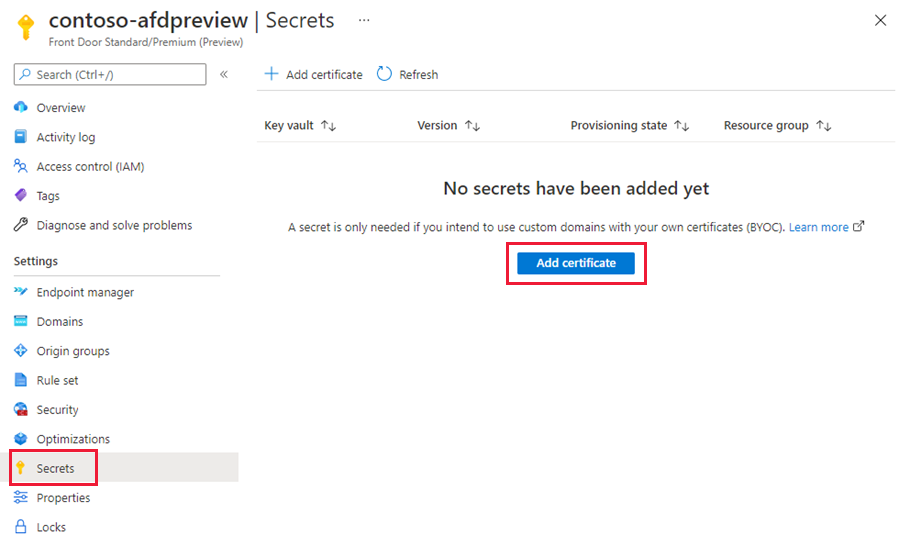 contoso-afdpreview | Secrets ...
Front Door Standard/Premium (Preview)
Search (Ctrl+/)
«
Add certificate
Refresh
Overview
Activity log
Access control (IAM)
Tags
Diagnose and solve problems
Settings
Endpoint manager
Domains
Origin groups
Rule set
Security
Optimizations
Secrets
Properties
Locks
Key vault ↑↓ Version ↑↓ Provisioning state ↑↓ Resource group ↑↓
No secrets have been added yet
A secret is only needed if you intend to use custom domains with your own certificates (BYOC). Learn more
Add certificate